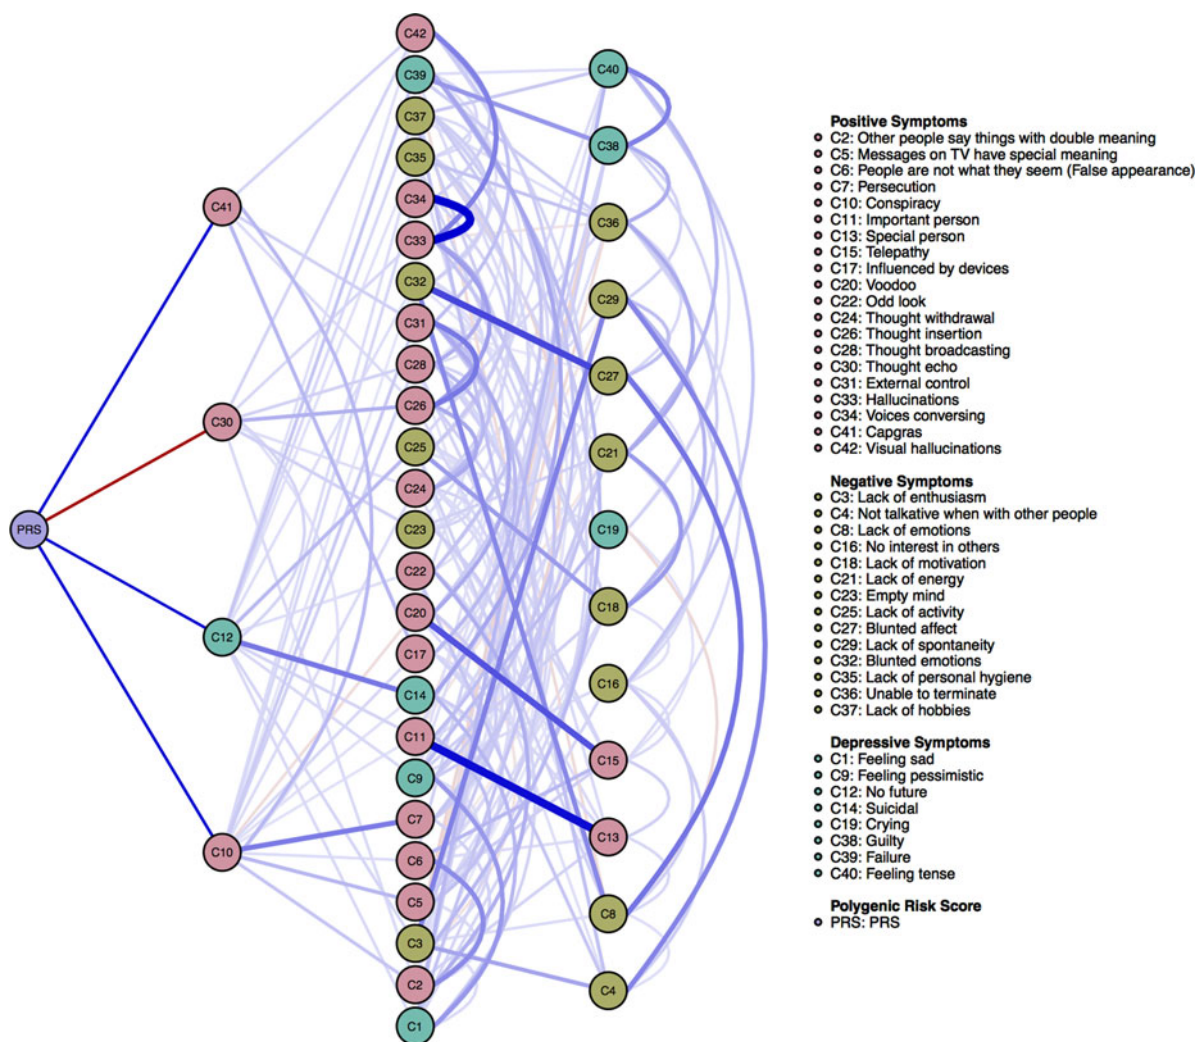 C42
C39
C37
C35
C34
C33
C32
C31
C28
C26
C25
C24
C23
C22
C20
C17
C14
C11
C9
C7
C6
C5
C3
C2
C1
C41
C30
PRS
C12
C10
C40
C38
C36
C29
C27
C21
C19
C18
C16
C15
C13
C8
C4
Positive Symptoms
C2: Other people say things with double meaning
C5: Messages on TV have special meaning
C6: People are not what they seem (False appearance)
C7: Persecution
C10: Conspiracy
C11: Important person
C13: Special person
C15: Telepathy
C17: Influenced by devices
C20: Voodoo
C22: Odd look
C24: Thought withdrawal
C26: Thought insertion
C28: Thought broadcasting
C30: Thought echo
C31: External control
C33: Hallucinations
C34: Voices conversing
C41: Capgras
C42: Visual hallucinations
Negative Symptoms
C3: Lack of enthusiasm
C4: Not talkative when with other people
C8: Lack of emotions
C16: No interest in others
C18: Lack of motivation
C21: Lack of energy
C23: Empty mind
C25: Lack of activity
C27: Blunted affect
C29: Lack of spontaneity
C32: Blunted emotions
C35: Lack of personal hygiene
C36: Unable to terminate
C37: Lack of hobbies
Depressive Symptoms
C1: Feeling sad
C9: Feeling pessimistic
C12: No future
C14: Suicidal
C19: Crying
C38: Guilty
C39: Failure
C40: Feeling tense
Polygenic Risk Score
PRS: PRS